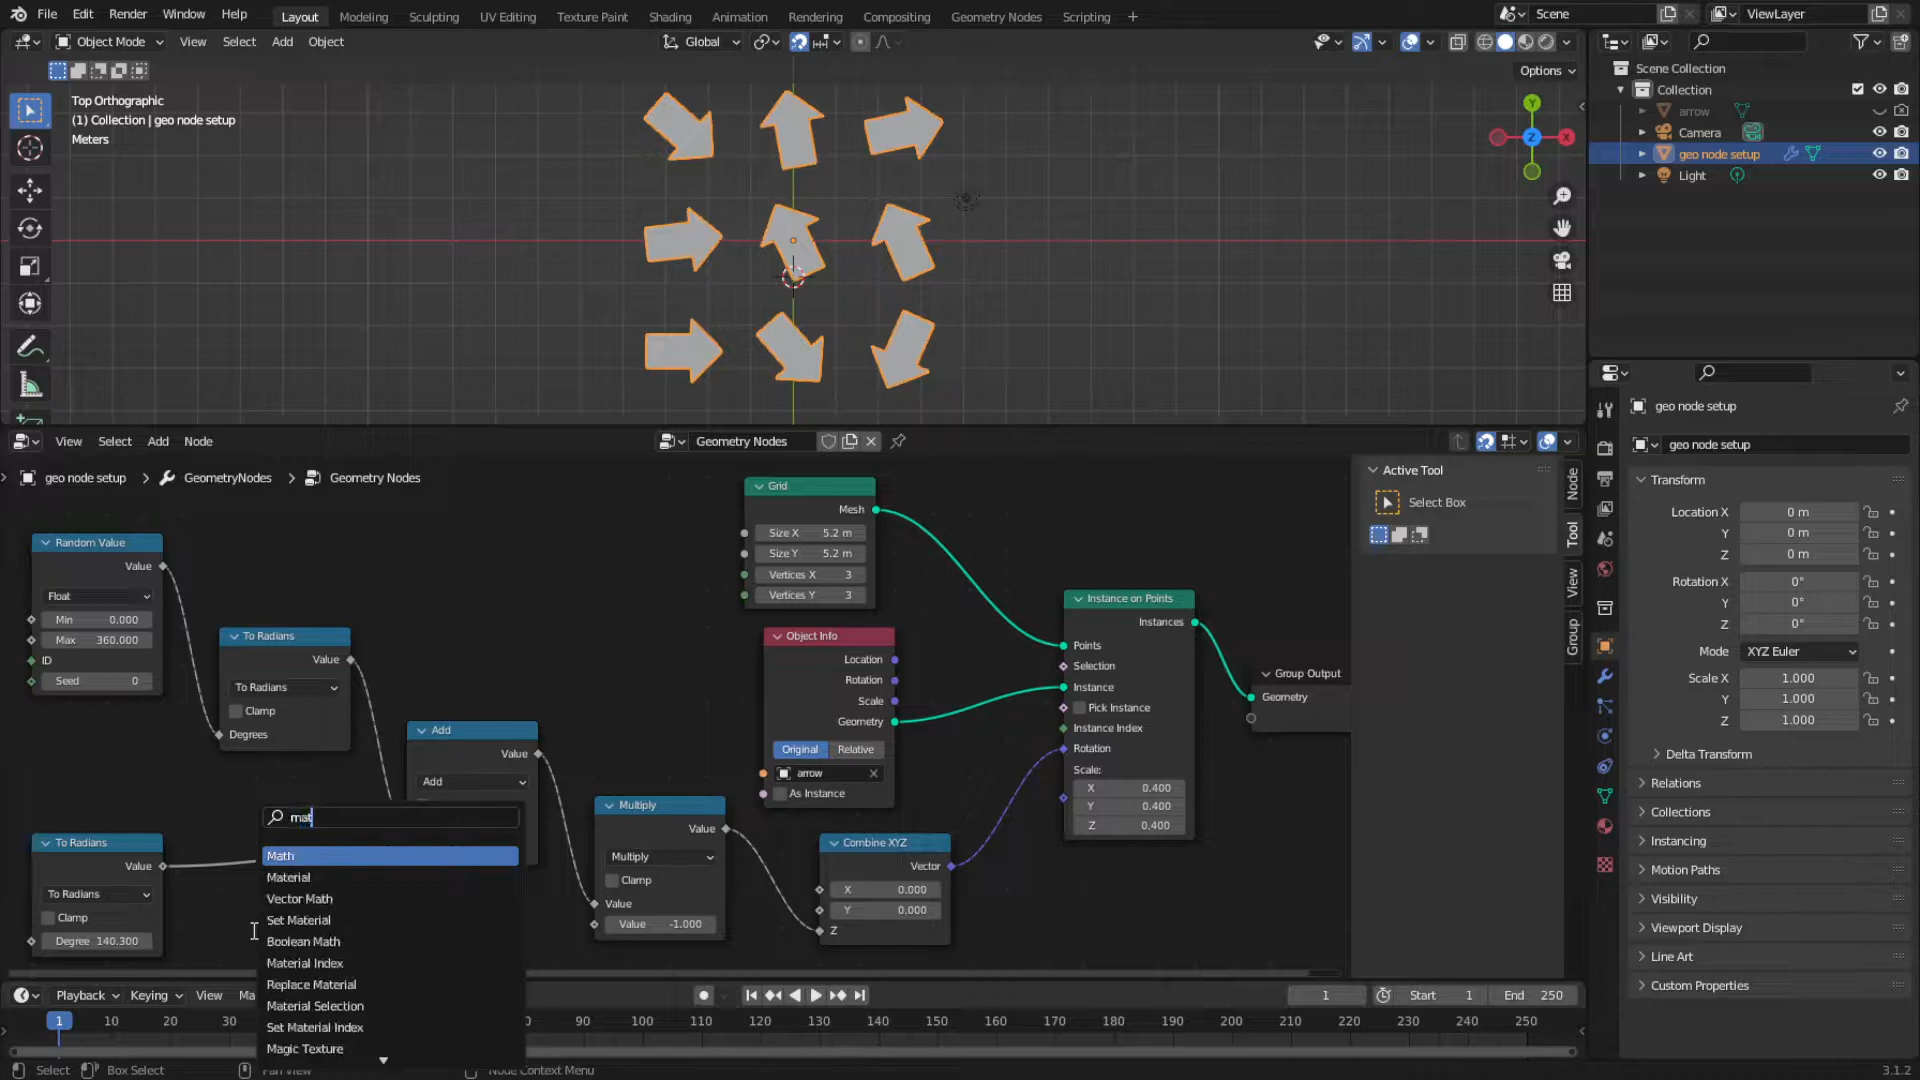 File Edit Render Window Help Layout Modeling Sculpting UV Editing Texture Paint Shading Animation Rendering Compositing Geometry Nodes Scripting + Scene ViewLayer
Object Mode View Select Add Object Global
Options
Top Orthographic
(1) Collection | geo node setup
Meters
Y
Z
X
Scene Collection
Collection
arrow
Camera
geo node setup
Light
View Select Add Node Geometry Nodes
geo node setup GeometryNodes Geometry Nodes
Random Value
Value
Float
Min 0.000
Max 360.000
ID
Seed 0
To Radians
Value
To Radians
Clamp
Degrees
To Radians
Value
To Radians
Clamp
Degree 140.300
Add
Value
Add
mat
Math
Material
Vector Math
Set Material
Boolean Math
Material Index
Replace Material
Material Selection
Set Material Index
Magic Texture
Multiply
Value
Multiply
Clamp
Value
Value -1.000
Grid
Mesh
Size X 5.2 m
Size Y 5.2 m
Vertices X 3
Vertices Y 3
Object Info
Location
Rotation
Scale
Geometry
Original Relative
arrow
As Instance
Combine XYZ
Vector
X 0.000
Y 0.000
Z
Instance on Points
Instances
Points
Selection
Instance
Pick Instance
Instance Index
Rotation
Scale:
X 0.400
Y 0.400
Z 0.400
Group Output
Geometry
Active Tool
Select Box
Node
Tool
View
Group
geo node setup
geo node setup
Transform
Location X 0 m
Y 0 m
Z 0 m
Rotation X 0°
Y 0°
Z 0°
Mode XYZ Euler
Scale X 1.000
Y 1.000
Z 1.000
Delta Transform
Relations
Collections
Instancing
Motion Paths
Visibility
Viewport Display
Line Art
Custom Properties
Playback Keying View Ma 1 Start 1 End 250
1 10 20 30 0 90 100 110 120 130 140 150 160 170 180 190 200 210 220 230 240 250
Select Box Select Pan View Node Context Menu 3.1.2